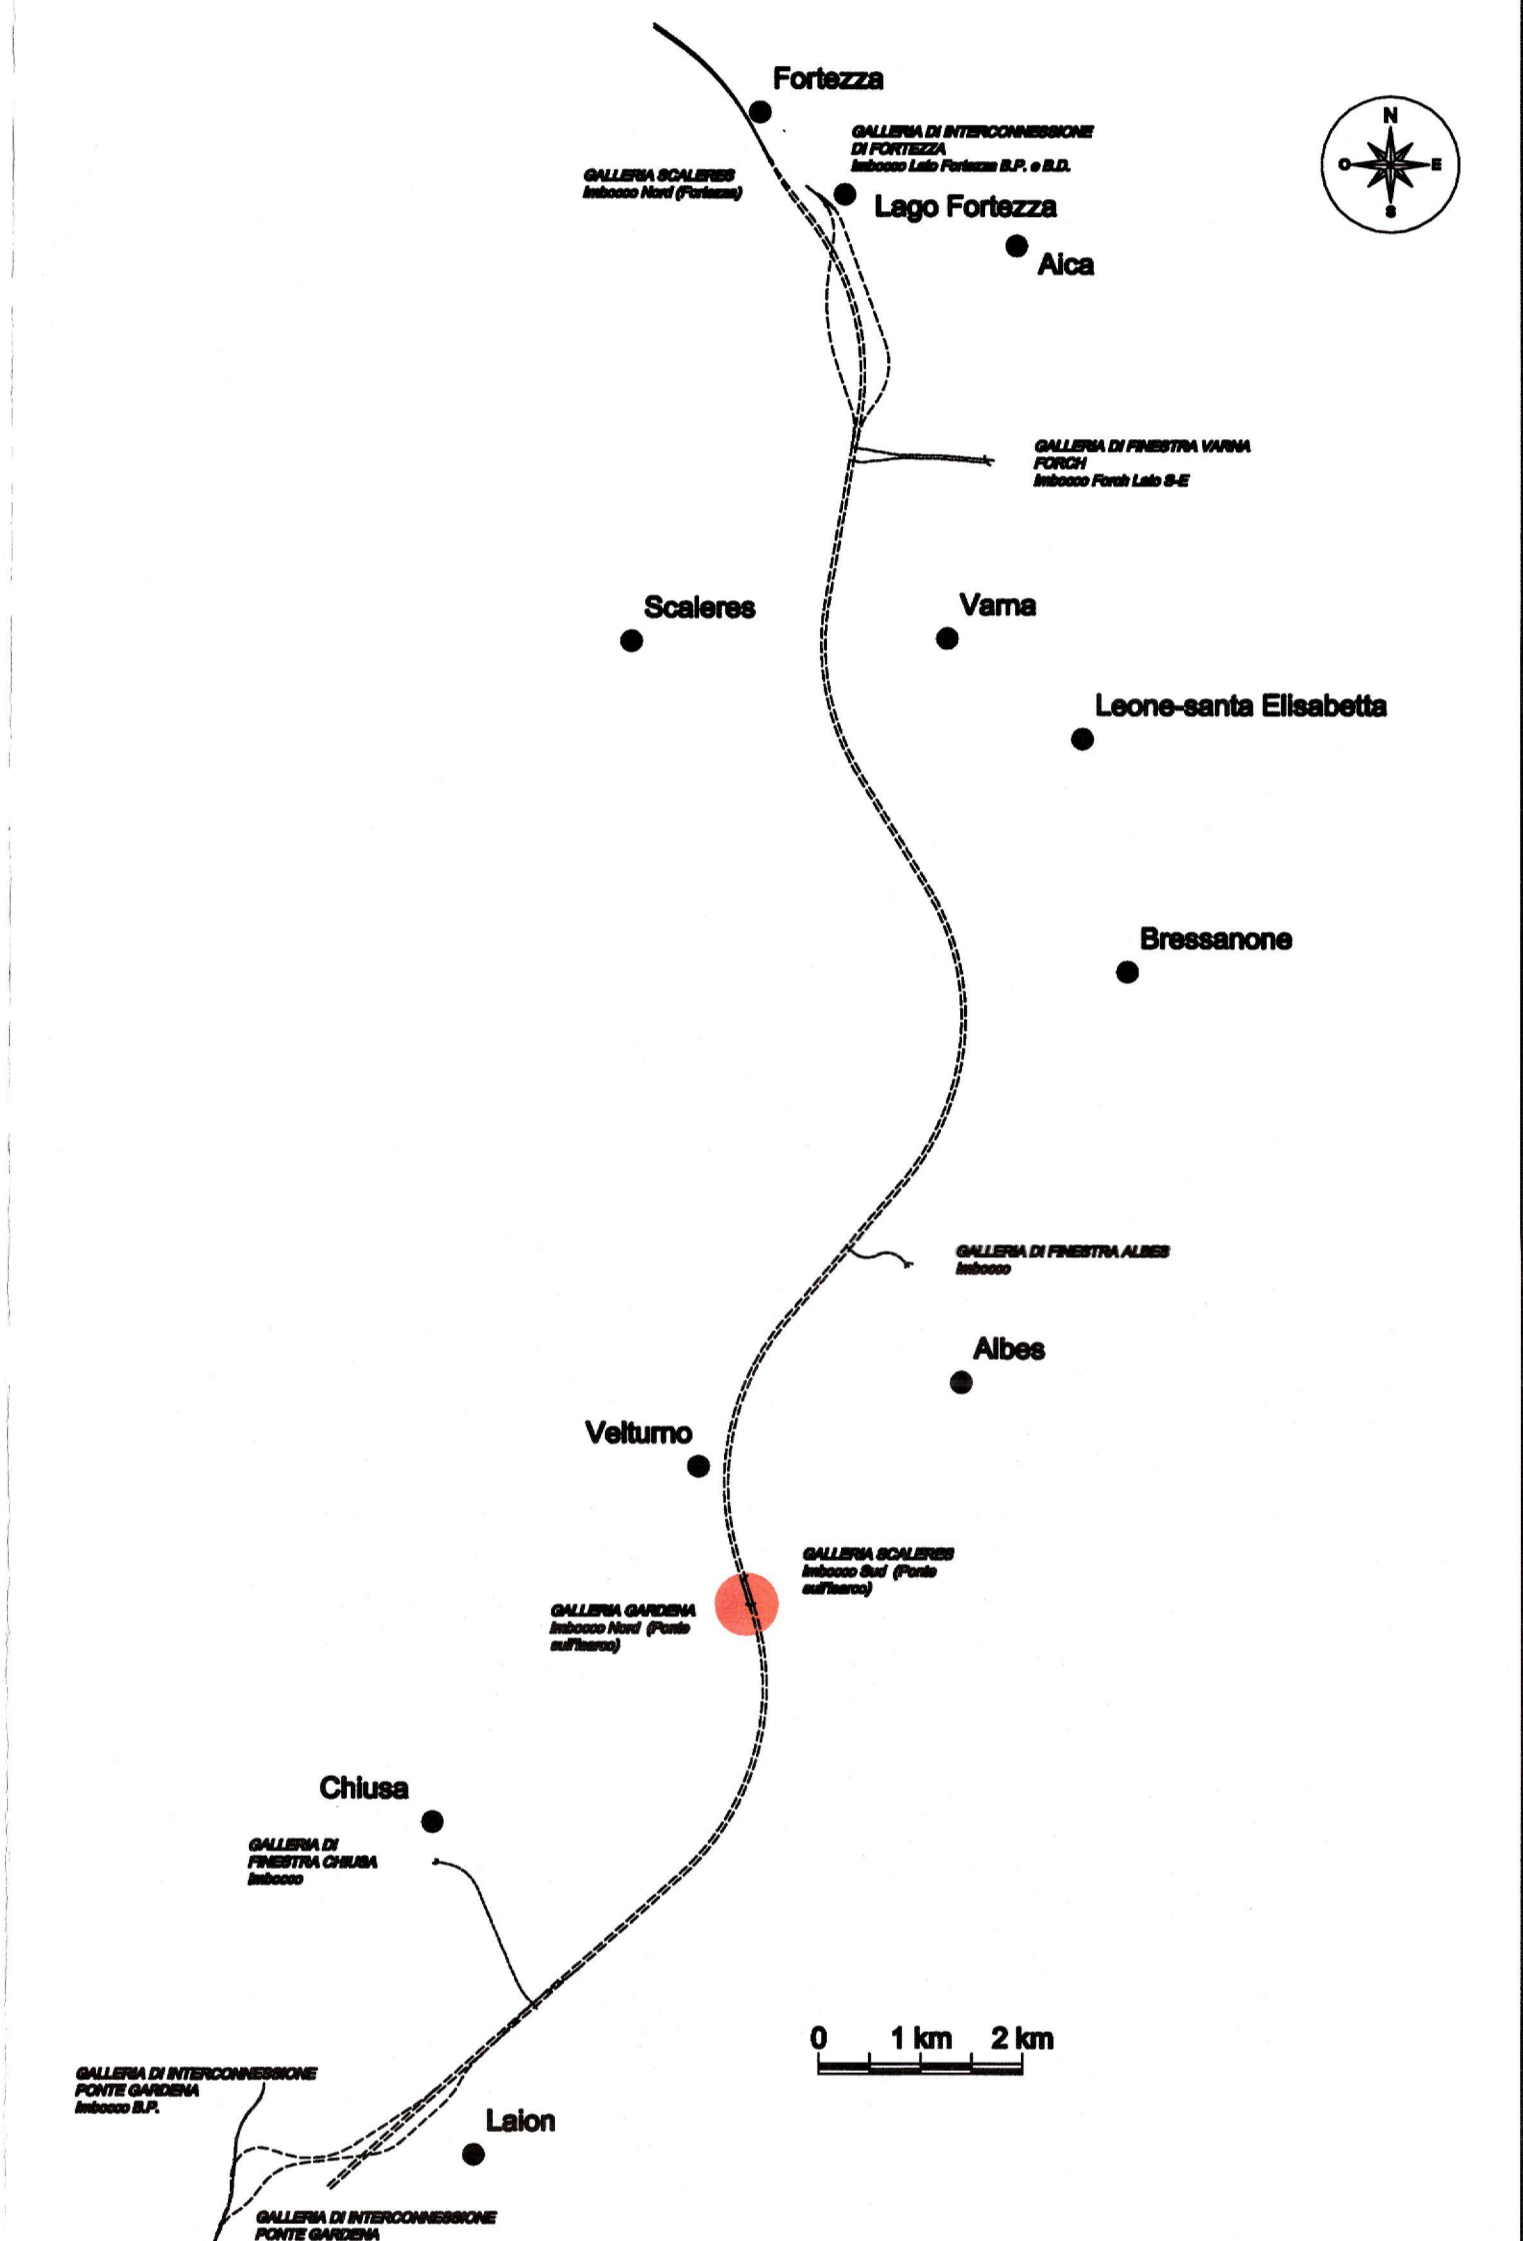 Fortezza
GALLERIA DI INTERCONNESSIONE
DI FORTEZZA
Imbocco Lato Fortezza B.P. e B.D.
N
O
E
S
GALLERIA SCALERES
Imbocco Nord (Fortezza)
Lago Fortezza
Aica
GALLERIA DI FINESTRA VARNA
FORCH
Imbocco Forch Lato S-E
Scaleres
Varna
Leone-santa Elisabetta
Bressanone
GALLERIA DI FINESTRA ALBES
Imbocco
Albes
Velturno
GALLERIA SCALERES
Imbocco Sud (Ponte
sull'Isarco)
GALLERIA GARDENA
Imbocco Nord (Ponte
sull'Isarco)
Chiusa
GALLERIA DI
FINESTRA CHIUSA
Imbocco
0 1 km 2 km
GALLERIA DI INTERCONNESSIONE
PONTE GARDENA
Imbocco B.P.
Laion
GALLERIA DI INTERCONNESSIONE
PONTE GARDENA